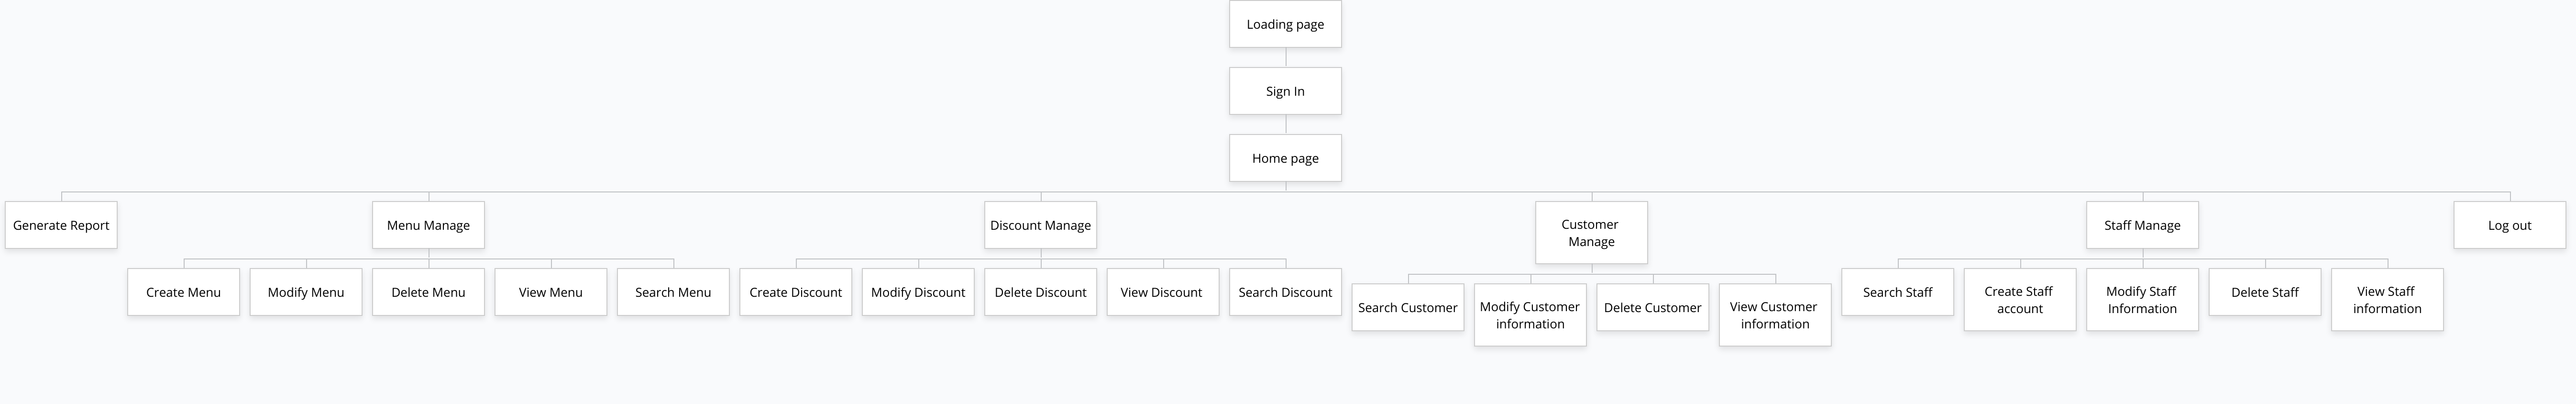 Loading page
Sign In
Home page
Generate Report
Menu Manage
Discount Manage
Customer
Manage
Staff Manage
Log out
Create Menu
Modify Menu
Delete Menu
View Menu
Search Menu
Create Discount
Modify Discount
Delete Discount
View Discount
Search Discount
Search Customer
Modify Customer
information
Delete Customer
View Customer
information
Search Staff
Create Staff
account
Modify Staff
Information
Delete Staff
View Staff
information